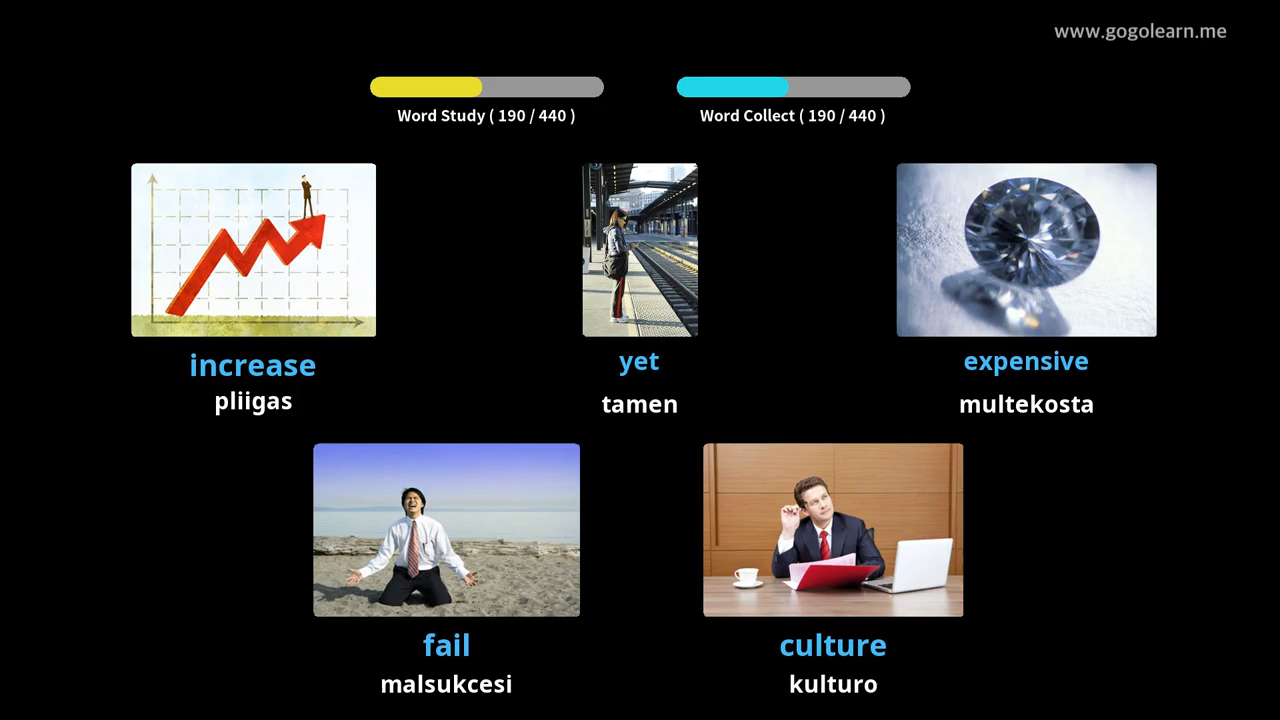 www.gogolearn.me
Word Study ( 190 / 440 )
Word Collect ( 190 / 440 )
increase
pliigas
yet
tamen
expensive
multekosta
fail
malsukcesi
culture
kulturo